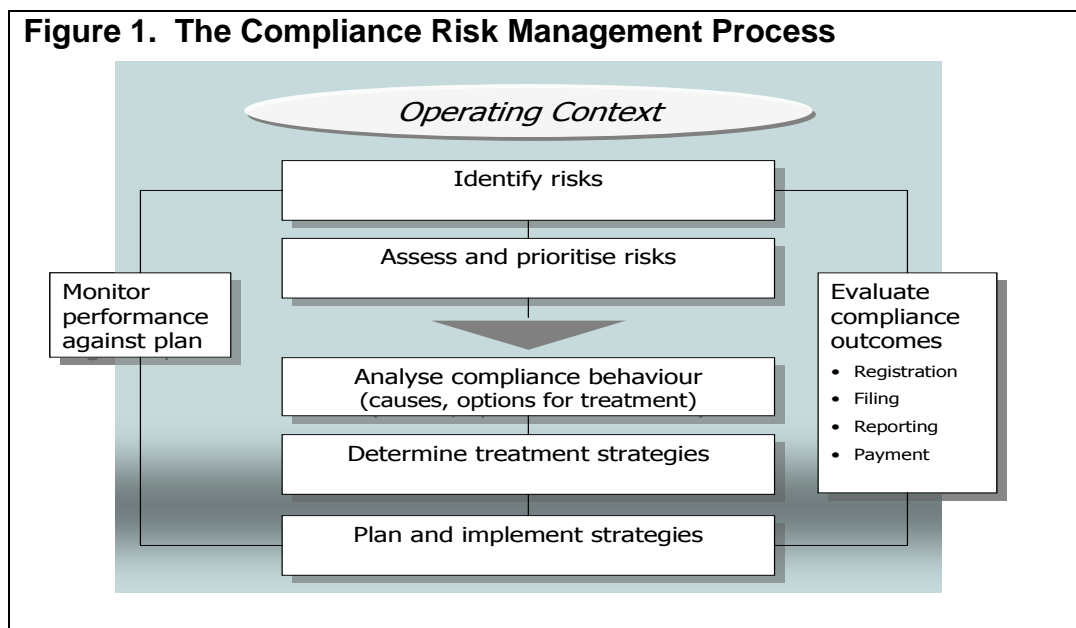 Figure 1. The Compliance Risk Management Process
Operating Context
Identify risks
Assess and prioritise risks
Monitor
performance
against plan
Evaluate
compliance
outcomes
• Registration
• Filing
• Reporting
• Payment
Analyse compliance behaviour
(causes, options for treatment)
Determine treatment strategies
Plan and implement strategies